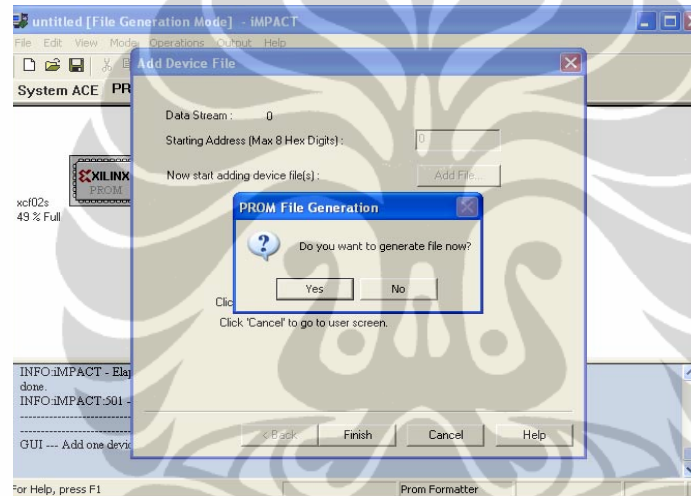 untitled [File Generation Mode] - iMPACT
File Edit View Mode Operations Output Help
Add Device File
System ACE PR
Data Stream : 0
Starting Address (Max 8 Hex Digits) : 0
Now start adding device file(s) : Add File...
XILINX
PROM
xcf02s
49 % Full
PROM File Generation
Do you want to generate file now?
Yes No
Clic
Click 'Cancel' to go to user screen.
INFO:iMPACT - Elap
done.
INFO:iMPACT:501 -
GUI --- Add one devic
< Back Finish Cancel Help
For Help, press F1 Prom Formatter